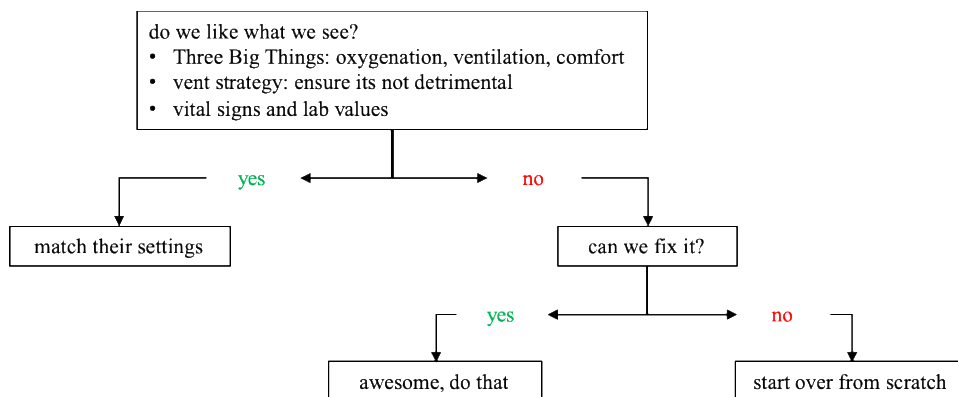 do we like what we see?
• Three Big Things: oxygenation, ventilation, comfort
• vent strategy: ensure its not detrimental
• vital signs and lab values
yes
no
match their settings
can we fix it?
yes
no
awesome, do that
start over from scratch